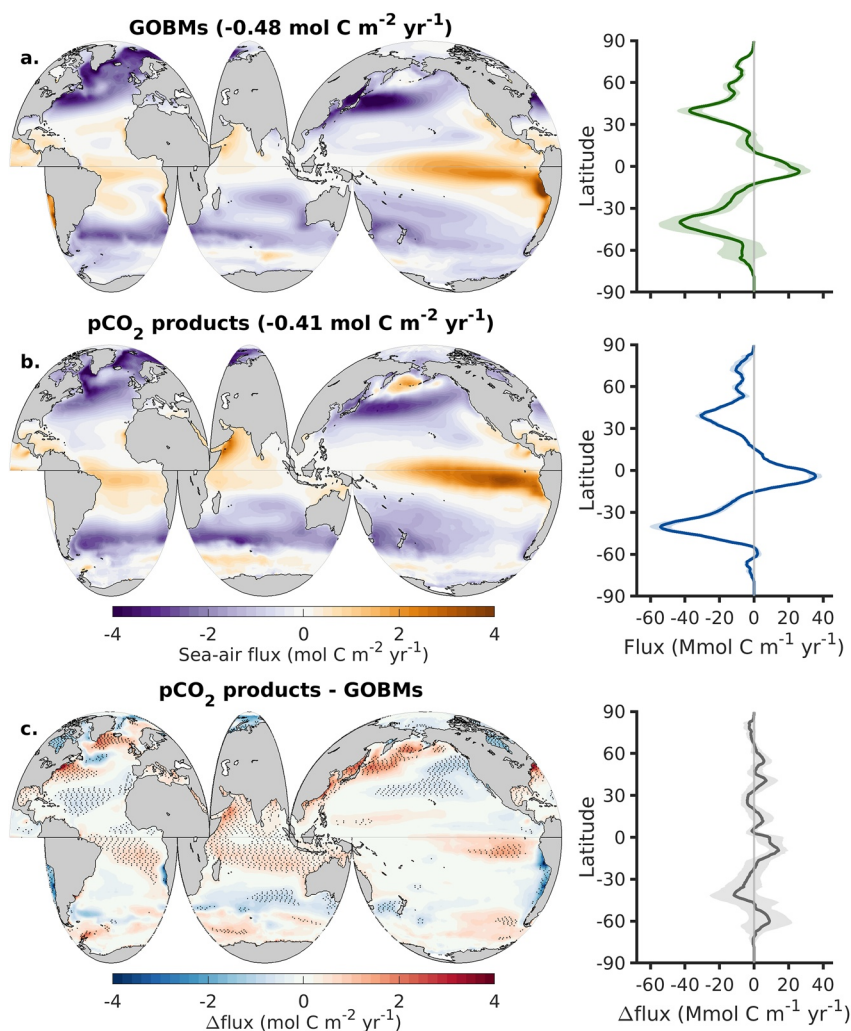 GOBMs (-0.48 mol C m⁻² yr⁻¹)
a.
90
60
30
0
-30
-60
-90
Latitude
pCO₂ products (-0.41 mol C m⁻² yr⁻¹)
b.
90
60
30
0
-30
-60
-90
Latitude
-60 -40 -20 0 20 40
Flux (Mmol C m⁻¹ yr⁻¹)
-4 -2 0 2 4
Sea-air flux (mol C m⁻² yr⁻¹)
pCO₂ products - GOBMs
c.
90
60
30
0
-30
-60
-90
Latitude
-60 -40 -20 0 20 40
Δflux (Mmol C m⁻¹ yr⁻¹)
-4 -2 0 2 4
Δflux (mol C m⁻² yr⁻¹)